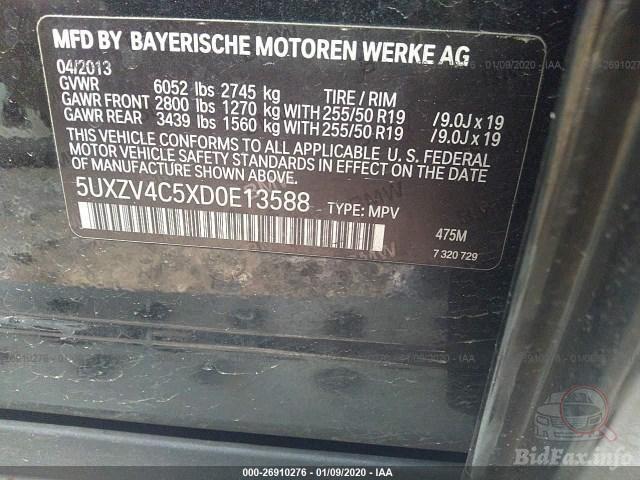 MFD BY BAYERISCHE MOTOREN WERKE AG
04/2013
GVWR 6052 lbs 2745 kg TIRE / RIM
GAWR FRONT 2800 lbs 1270 kg WITH 255/50 R19 /9.0J x 19
GAWR REAR 3439 lbs 1560 kg WITH 255/50 R19 /9.0J x 19
THIS VEHICLE CONFORMS TO ALL APPLICABLE U. S. FEDERAL
MOTOR VEHICLE SAFETY STANDARDS IN EFFECT ON THE DATE
OF MANUFACTURE SHOWN ABOVE.
5UXZV4C5XD0E13588 TYPE: MPV
475M
7 320 729
000-26910276 - 01/09/2020 - IAA
BidFax.info